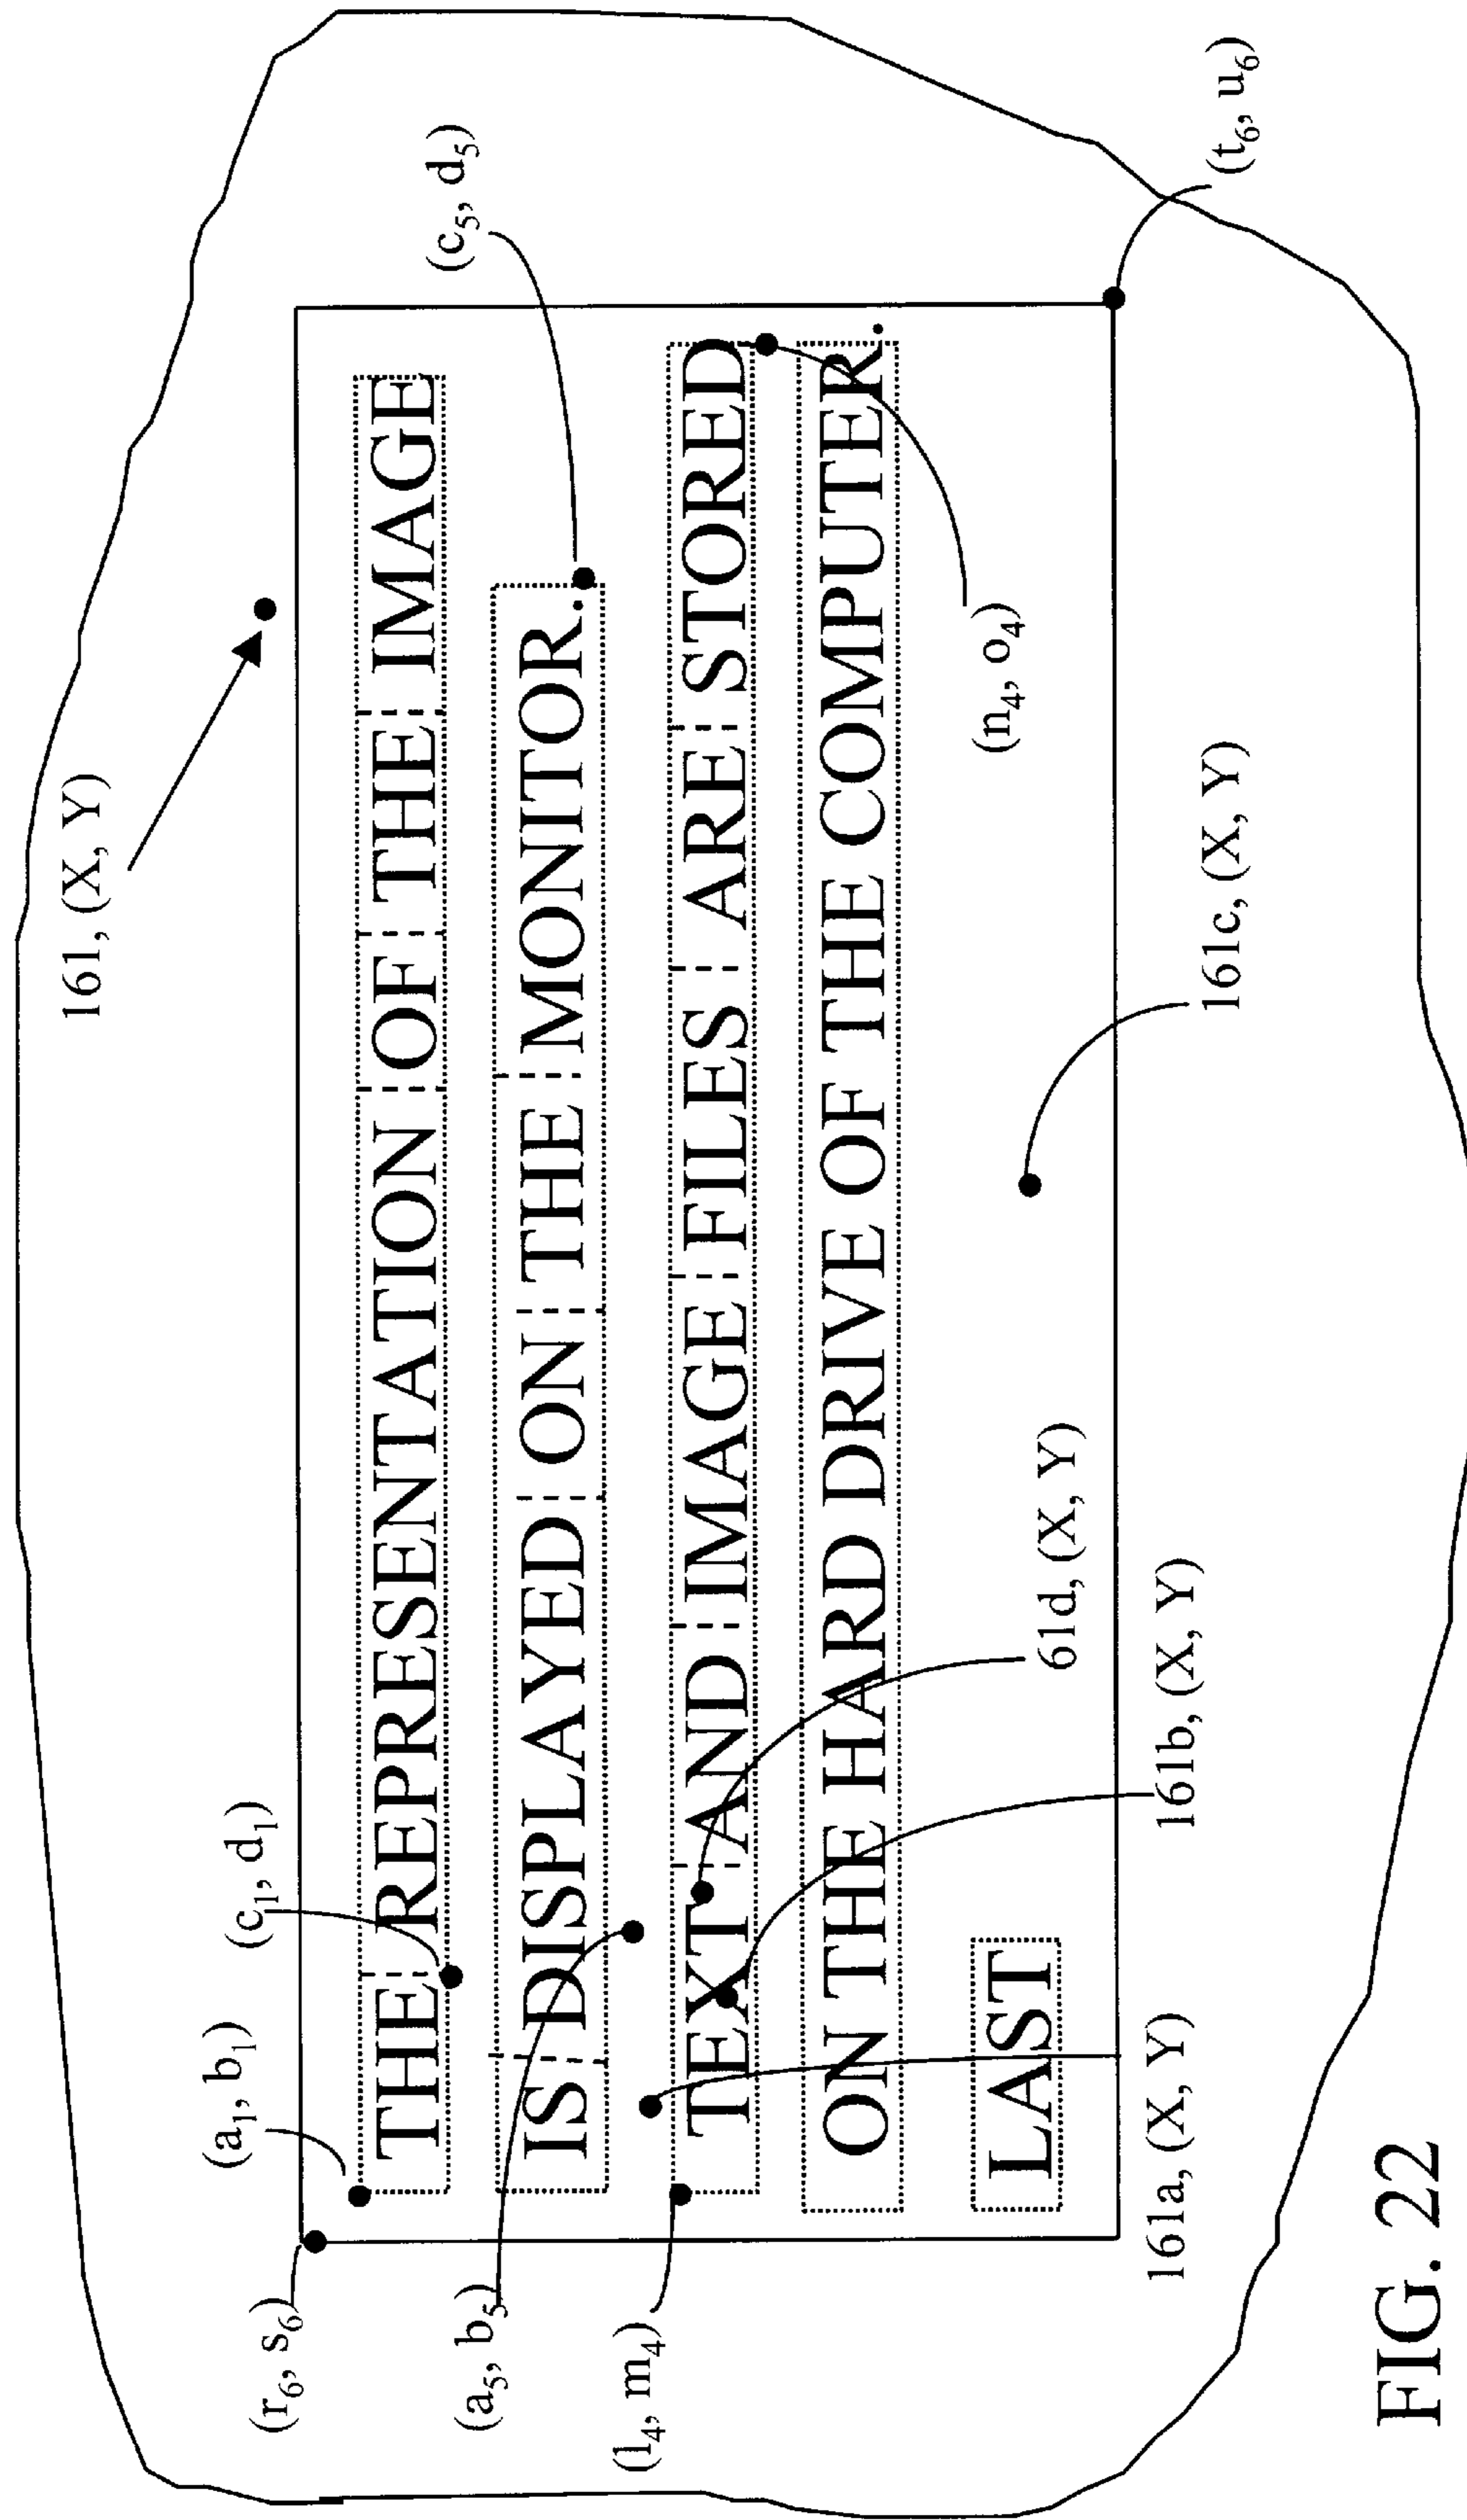 161, (X, Y)
(r₆, s₆)
(a₁, b₁)
(c₁, d₁)
(c₅, d₅)
(t₆, u₆)
THE REPRESENTATION OF THE IMAGE
(a₅, b₅)
IS DISPLAYED ON THE MONITOR.
(l₄, m₄)
TEXT AND IMAGE FILES ARE STORED
ON THE HARD DRIVE OF THE COMPUTER.
(n₄, o₄)
LAST
61d, (X, Y)
161a, (X, Y)
161b, (X, Y)
161c, (X, Y)
FIG. 22